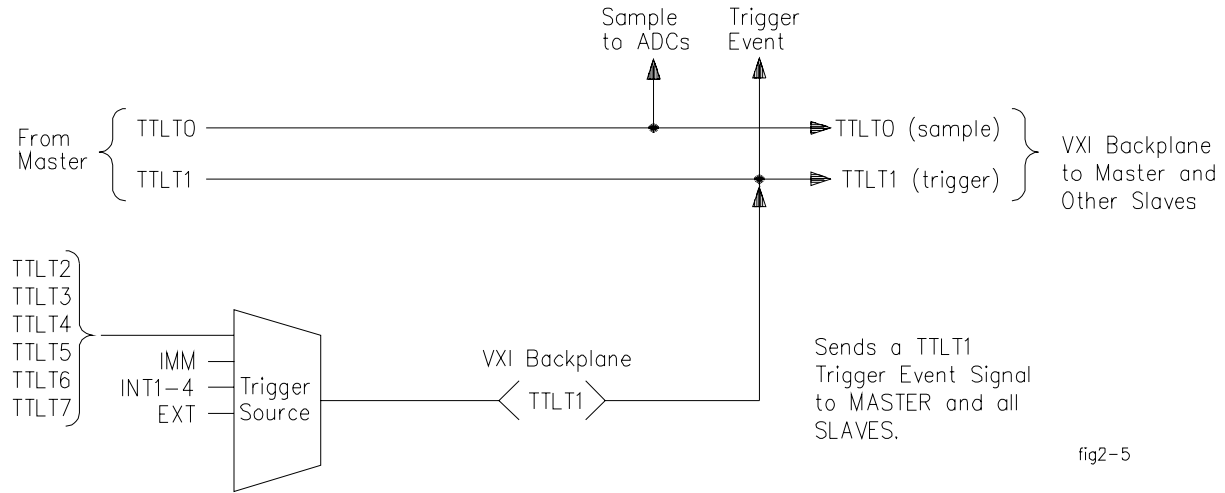 Sample
to ADCs
Trigger
Event
From
Master
TTLT0
TTLT1
TTLT0 (sample)
TTLT1 (trigger)
VXI Backplane
to Master and
Other Slaves
TTLT2
TTLT3
TTLT4
TTLT5
TTLT6
TTLT7
IMM
INT1-4
EXT
Trigger
Source
VXI Backplane
TTLT1
Sends a TTLT1
Trigger Event Signal
to MASTER and all
SLAVES.
fig2-5